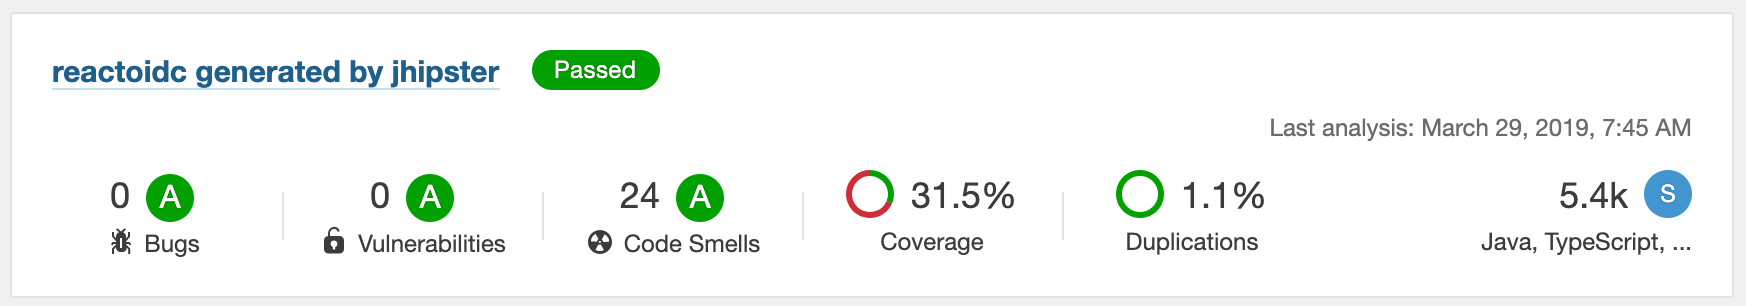 reactoidc generated by jhipster Passed
Last analysis: March 29, 2019, 7:45 AM
0 A 0 A 24 A 31.5% 1.1% 5.4k S
Bugs Vulnerabilities Code Smells Coverage Duplications Java, TypeScript, ...